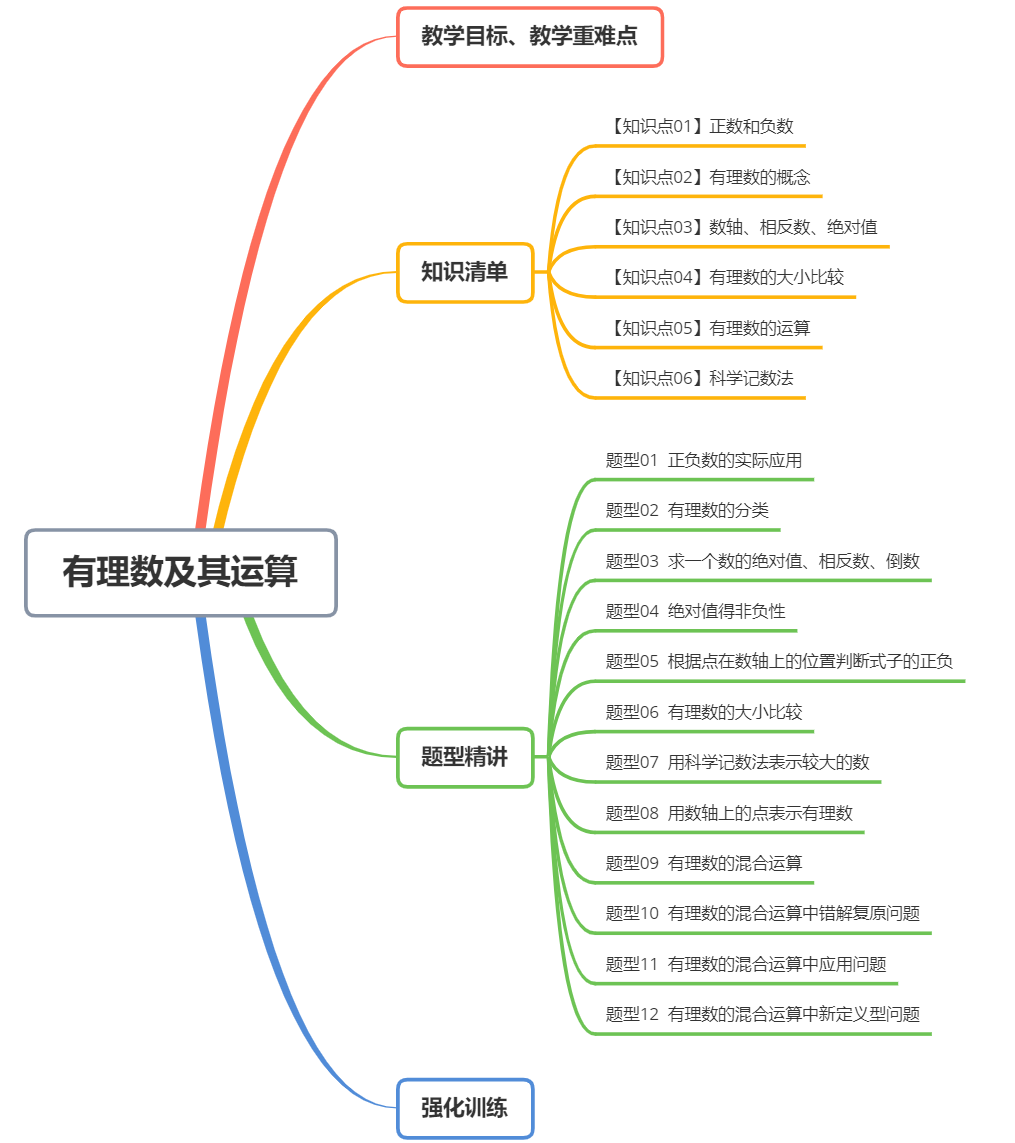 教学目标、教学重难点
【知识点01】正数和负数
【知识点02】有理数的概念
【知识点03】数轴、相反数、绝对值
知识清单
【知识点04】有理数的大小比较
【知识点05】有理数的运算
【知识点06】科学记数法
有理数及其运算
题型01 正负数的实际应用
题型02 有理数的分类
题型03 求一个数的绝对值、相反数、倒数
题型04 绝对值得非负性
题型05 根据点在数轴上的位置判断式子的正负
题型06 有理数的大小比较
题型精讲
题型07 用科学记数法表示较大的数
题型08 用数轴上的点表示有理数
题型09 有理数的混合运算
题型10 有理数的混合运算中错解复原问题
题型11 有理数的混合运算中应用问题
题型12 有理数的混合运算中新定义型问题
强化训练